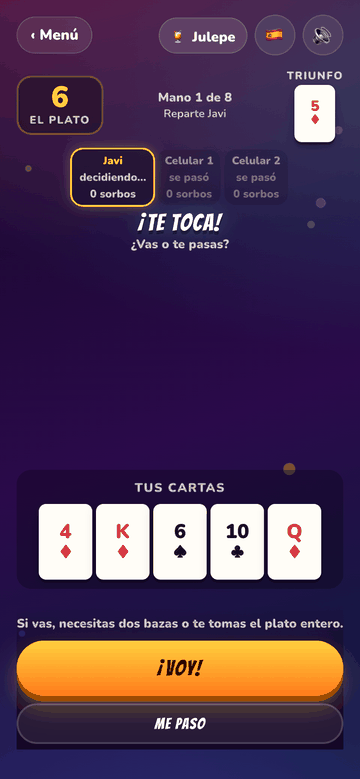 ‹ Menú
Julepe
6
EL PLATO
Mano 1 de 8
Reparte Javi
TRIUNFO
5
Javi
decidiendo...
0 sorbos
Celular 1
se pasó
0 sorbos
Celular 2
se pasó
0 sorbos
¡TE TOCA!
¿Vas o te pasas?
TUS CARTAS
4
K
6
10
Q
Si vas, necesitas dos bazas o te tomas el plato entero.
¡VOY!
ME PASO